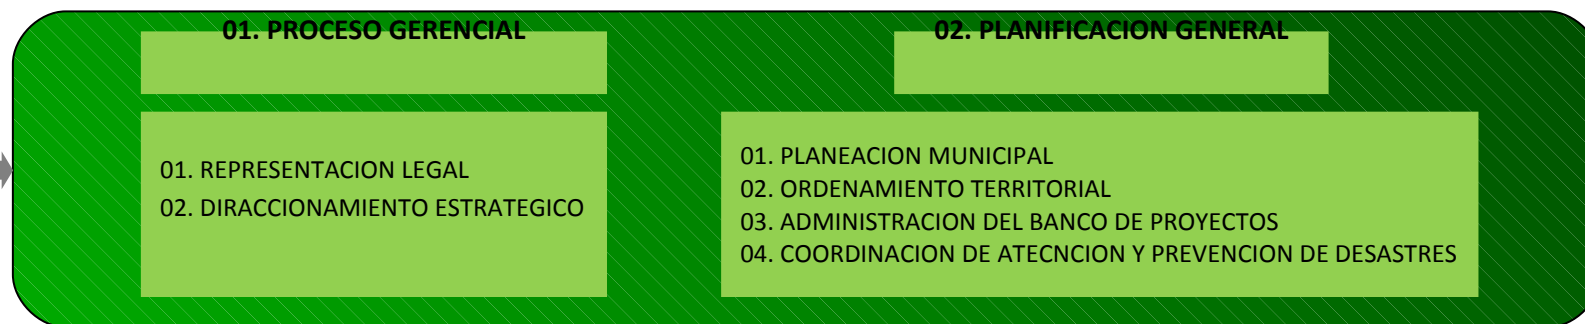 01. PROCESO GERENCIAL
01. REPRESENTACION LEGAL
02. DIRACCIONAMIENTO ESTRATEGICO
02. PLANIFICACION GENERAL
01. PLANEACION MUNICIPAL
02. ORDENAMIENTO TERRITORIAL
03. ADMINISTRACION DEL BANCO DE PROYECTOS
04. COORDINACION DE ATECNCION Y PREVENCION DE DESASTRES